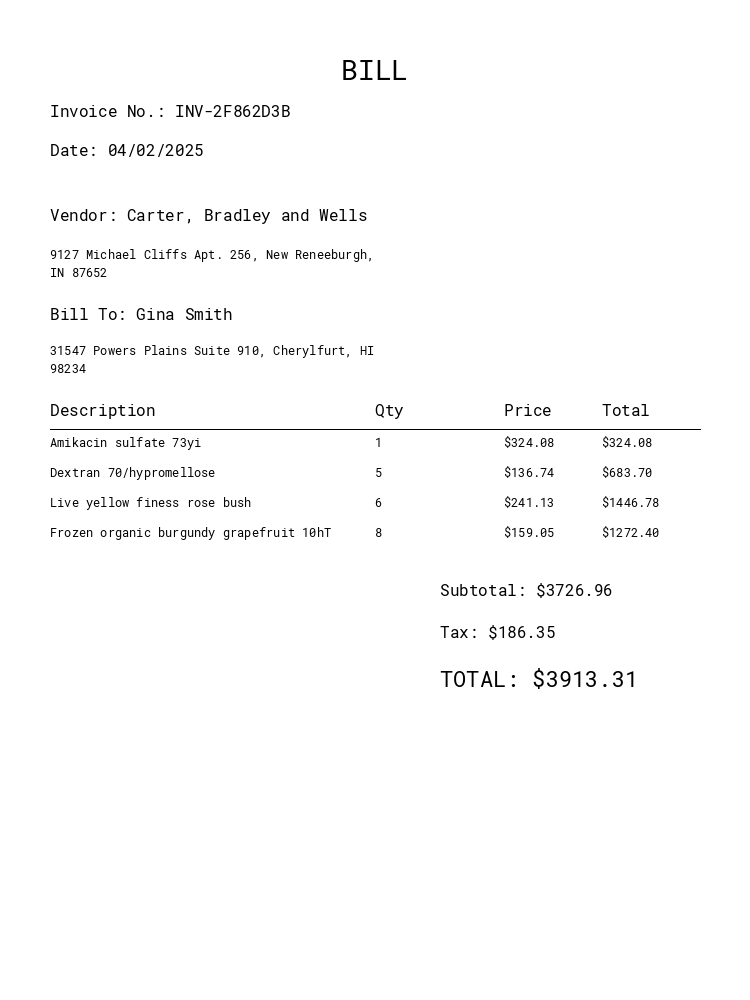 BILL
Invoice No.: INV-2F862D3B
Date: 04/02/2025
Vendor: Carter, Bradley and Wells
9127 Michael Cliffs Apt. 256, New Reneeburgh,
IN 87652
Bill To: Gina Smith
31547 Powers Plains Suite 910, Cherylfurt, HI
98234
Description Qty Price Total
Amikacin sulfate 73yi 1 $324.08 $324.08
Dextran 70/hypromellose 5 $136.74 $683.70
Live yellow finess rose bush 6 $241.13 $1446.78
Frozen organic burgundy grapefruit 10hT 8 $159.05 $1272.40
Subtotal: $3726.96
Tax: $186.35
TOTAL: $3913.31